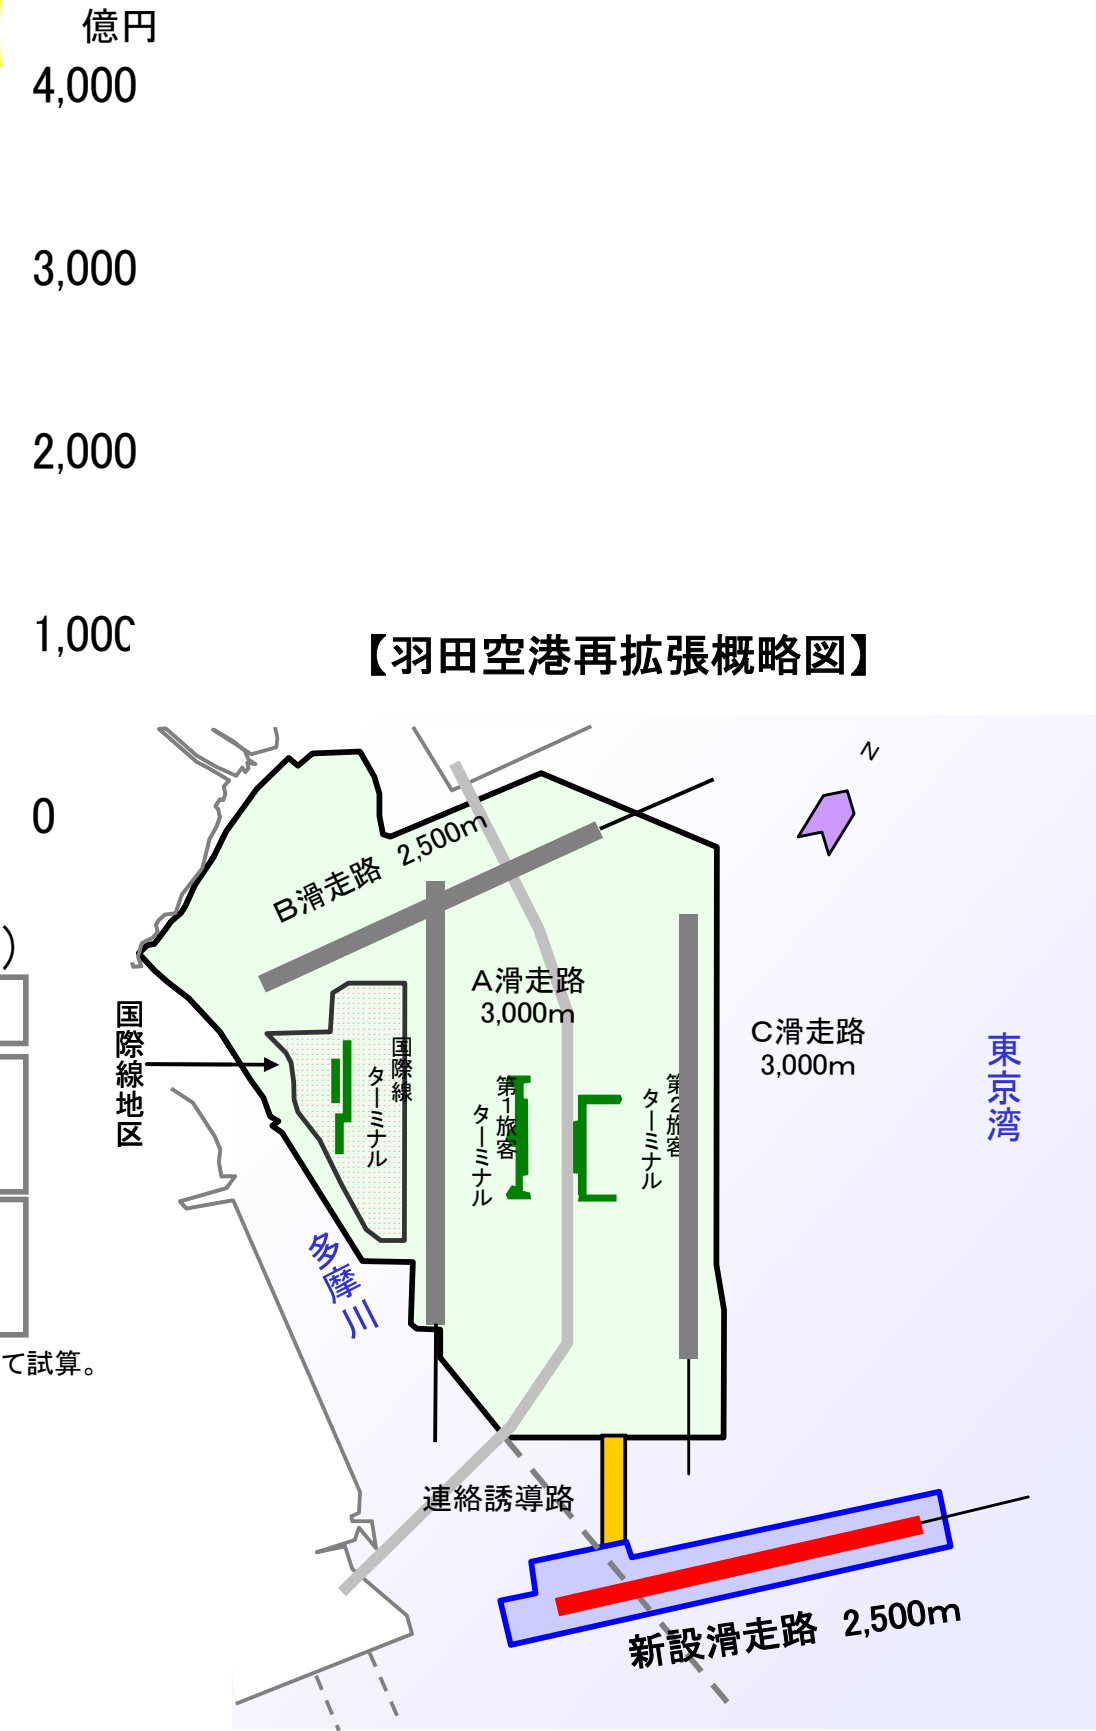 億円
4,000
3,000
2,000
1,000
0
)
て試算。
【羽田空港再拡張概略図】
N
B滑走路 2,500m
A滑走路
3,000m
C滑走路
3,000m
国際線地区
国際線
ターミナル
第1旅客
ターミナル
第2旅客
ターミナル
東京湾
多摩川
連絡誘導路
新設滑走路 2,500m